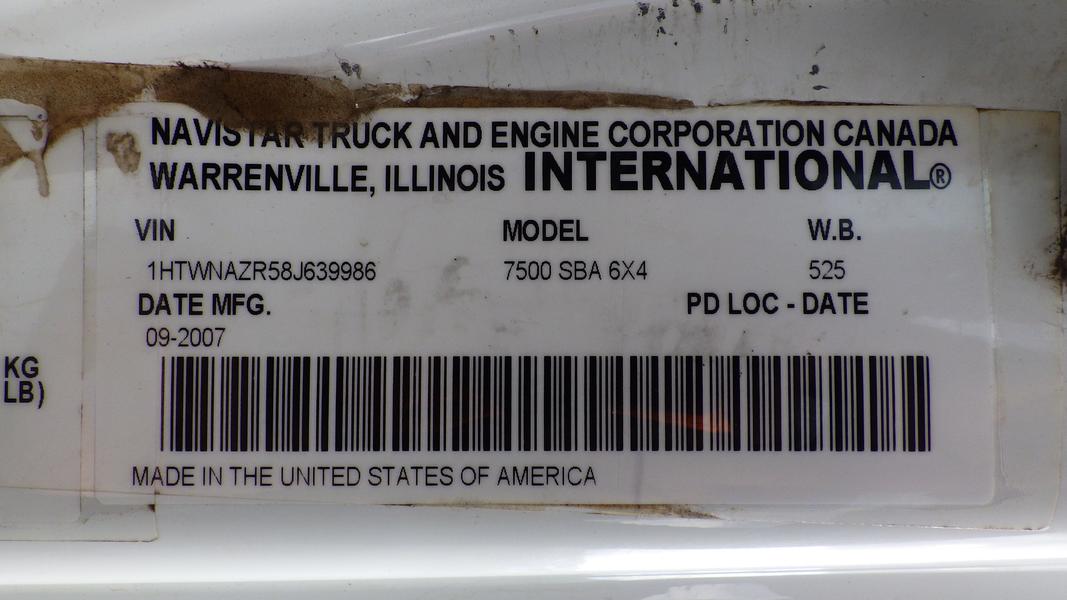 NAVISTAR TRUCK AND ENGINE CORPORATION CANADA
WARRENVILLE, ILLINOIS INTERNATIONAL®
VIN MODEL W.B.
1HTWNAZR58J639986 7500 SBA 6X4 525
DATE MFG. PD LOC - DATE
09-2007
KG
LB)
MADE IN THE UNITED STATES OF AMERICA